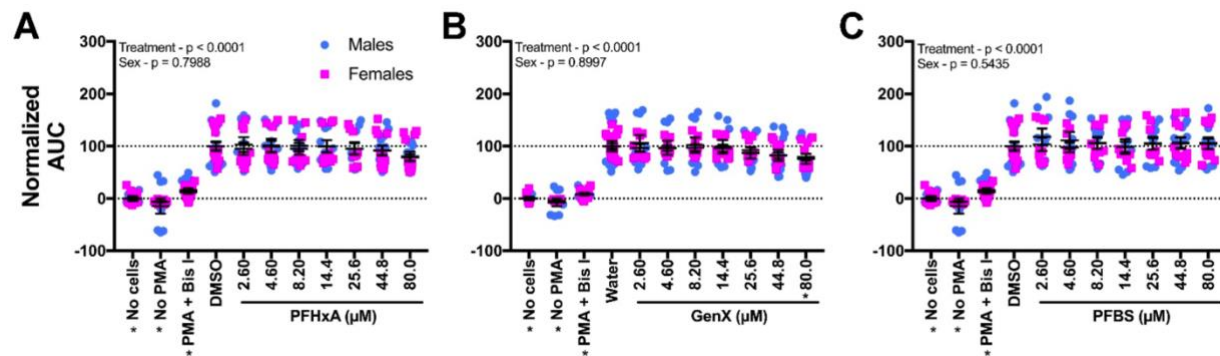 A
Normalized
AUC
300
200
100
0
-100
Treatment - p < 0.0001
Sex - p = 0.7988
Males
Females
* No cells
* No PMA
* PMA + Bis I
DMSO
2.60
4.60
8.20
14.4
25.6
44.8
80.0
PFHxA (µM)
B
300
200
100
0
-100
Treatment - p < 0.0001
Sex - p = 0.8997
* No cells
* No PMA
* PMA + Bis I
Water
2.60
4.60
8.20
14.4
25.6
44.8
* 80.0
GenX (µM)
C
300
200
100
0
-100
Treatment - p < 0.0001
Sex - p = 0.5435
* No cells
* No PMA
* PMA + Bis I
DMSO
2.60
4.60
8.20
14.4
25.6
44.8
80.0
PFBS (µM)